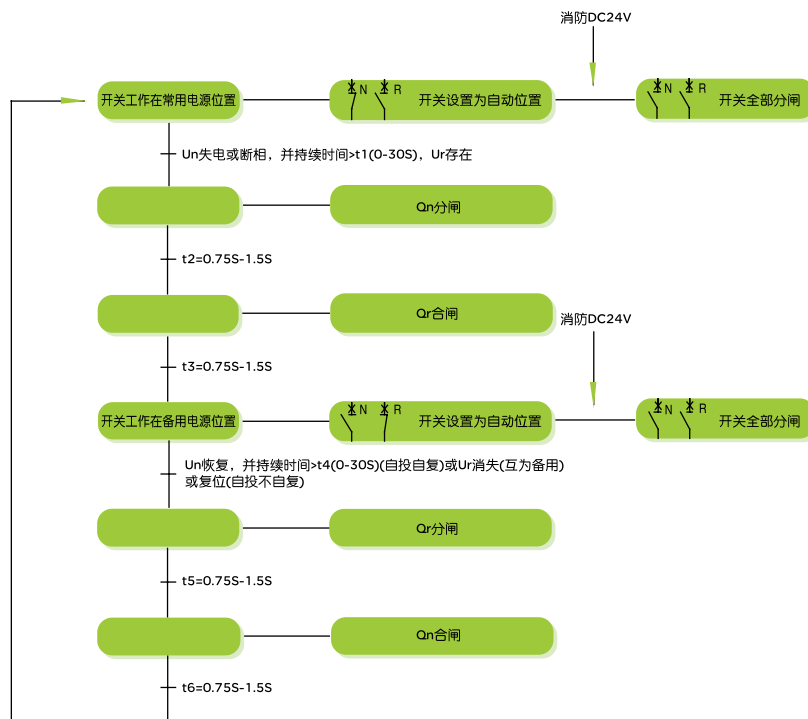 消防DC24V
开关工作在常用电源位置
N R
开关设置为自动位置
N R
开关全部分闸
Un失电或断相，并持续时间>t1(0-30S)，Ur存在
Qn分闸
t2=0.75S-1.5S
Qr合闸
消防DC24V
t3=0.75S-1.5S
开关工作在备用电源位置
N R
开关设置为自动位置
N R
开关全部分闸
Un恢复，并持续时间>t4(0-30S)(自投自复)或Ur消失(互为备用)
或复位(自投不自复)
Qr分闸
t5=0.75S-1.5S
Qn合闸
t6=0.75S-1.5S